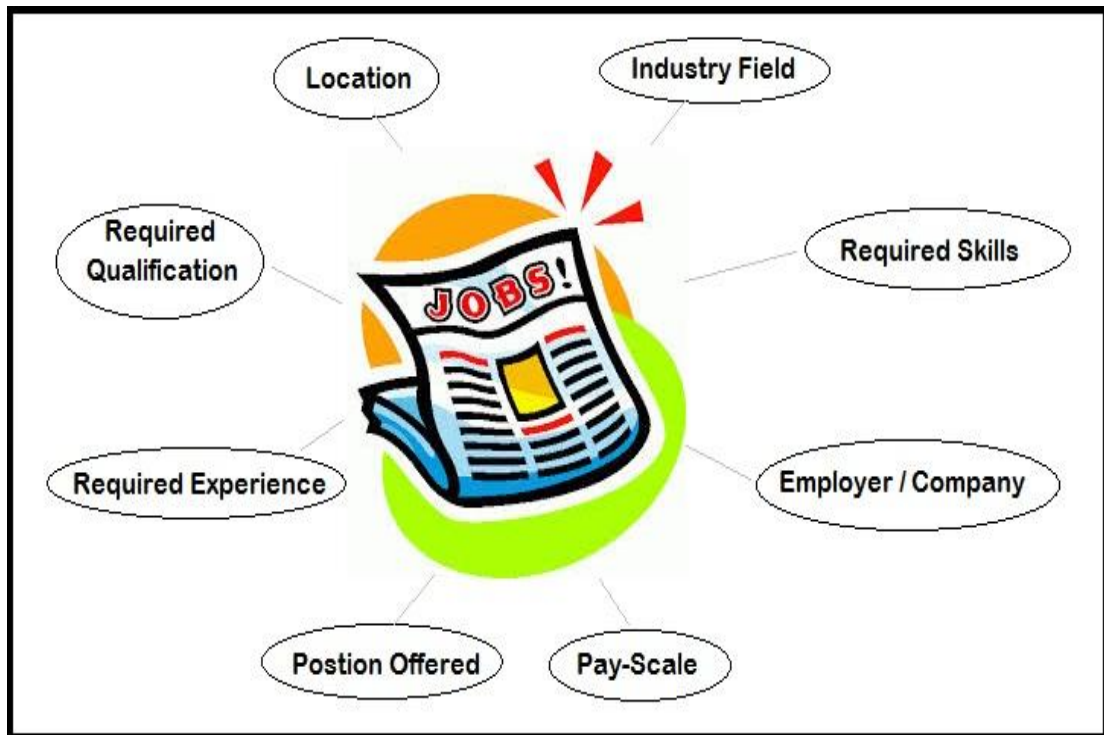 Location
Industry Field
Required
Qualification
Required Skills
JOBS!
Required Experience
Employer / Company
Postion Offered
Pay-Scale